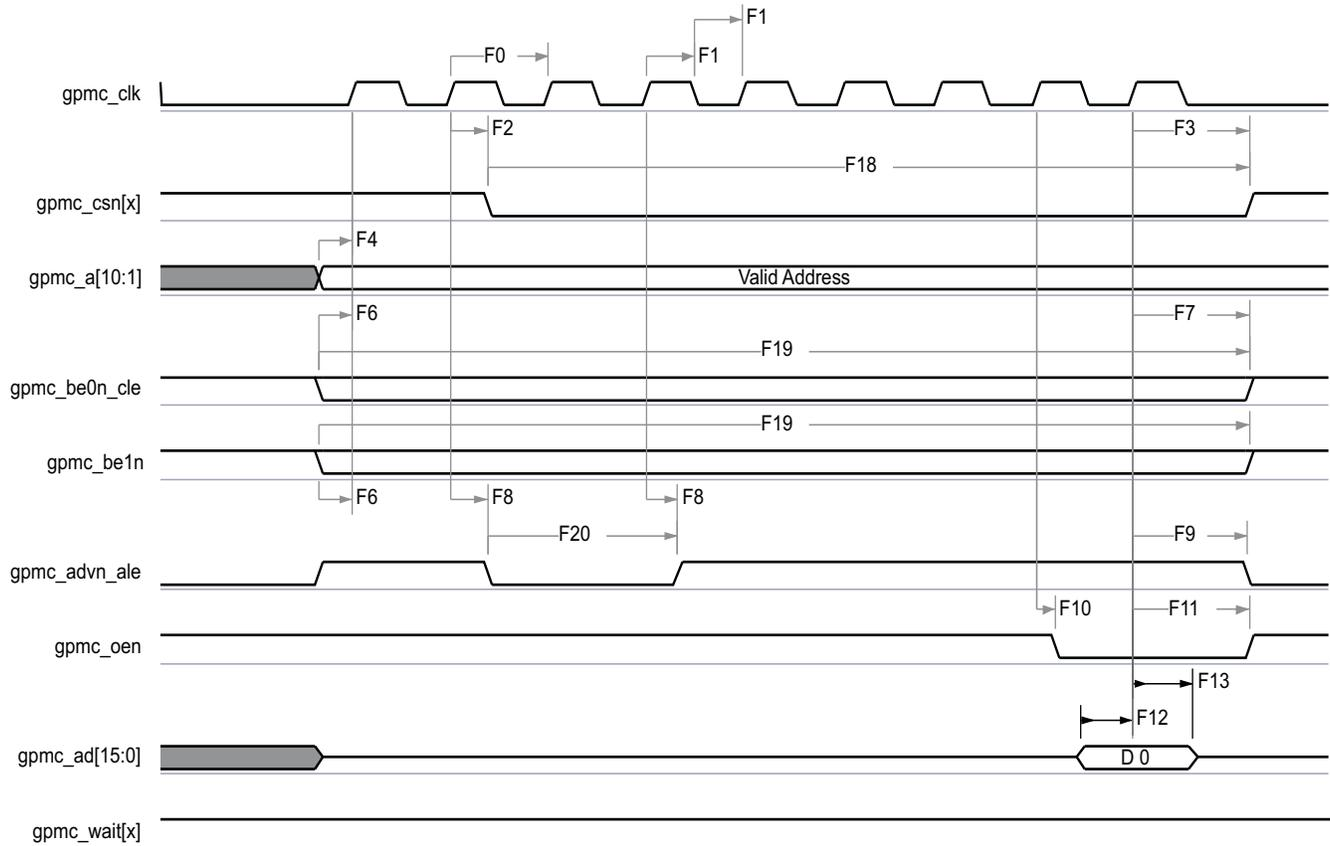 F1
F0
F1
gpmc_clk
F2
F3
F18
gpmc_csn[x]
F4
gpmc_a[10:1]
Valid Address
F6
F7
F19
gpmc_be0n_cle
F19
gpmc_be1n
F6
F8
F8
F20
F9
gpmc_advn_ale
F10
F11
gpmc_oen
F13
F12
gpmc_ad[15:0]
D 0
gpmc_wait[x]